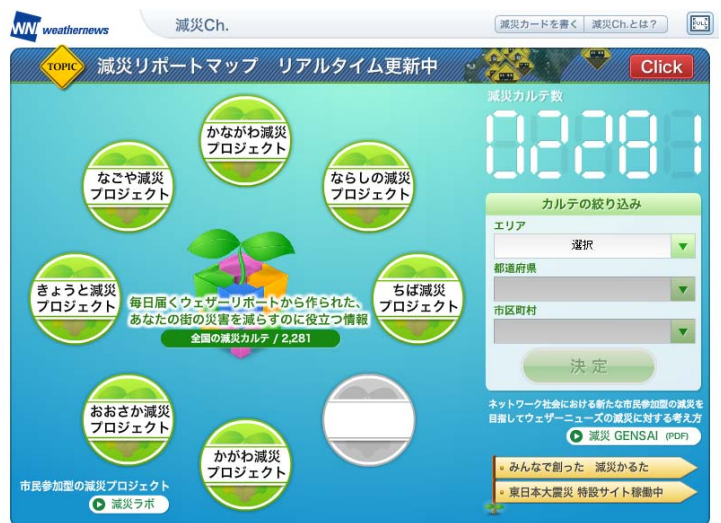 WNI weathernews
減災Ch.
減災カードを書く
減災Ch.とは？
FULL
TOPIC
減災リポートマップ リアルタイム更新中
Click
かながわ減災
プロジェクト
なごや減災
プロジェクト
ならしの減災
プロジェクト
きょうと減災
プロジェクト
ちば減災
プロジェクト
毎日届くウェザーリポートから作られた、
あなたの街の災害を減らすのに役立つ情報
全国の減災カルテ / 2,281
おおさか減災
プロジェクト
かがわ減災
プロジェクト
市民参加型の減災プロジェクト
減災ラボ
減災カルテ数
02281
カルテの絞り込み
エリア
選択
都道府県
市区町村
決定
ネットワーク社会における新たな市民参加型の減災を
目指してウェザーニューズの減災に対する考え方
減災 GENSAI (PDF)
みんなで創った 減災かるた
東日本大震災 特設サイト稼働中